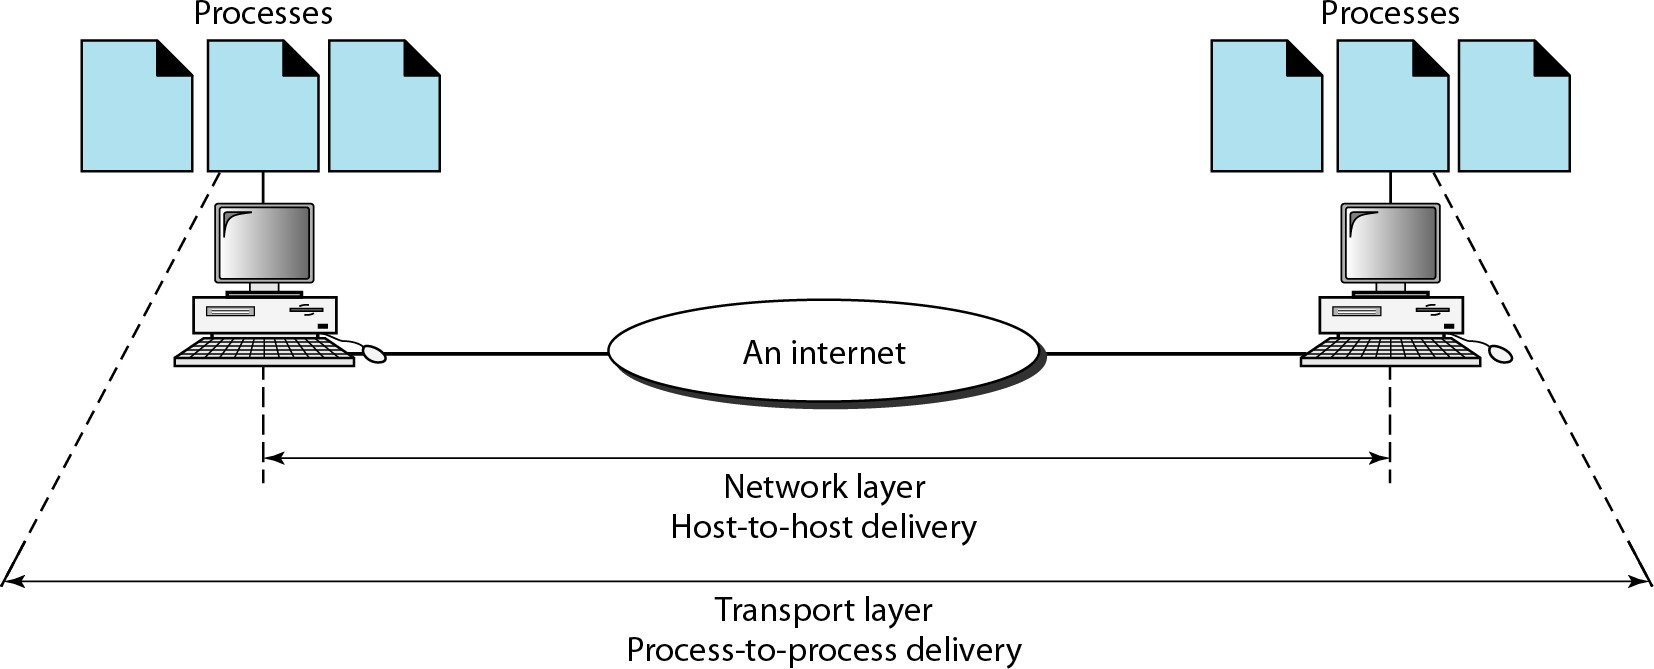 Processes
Processes
An internet
Network layer
Host-to-host delivery
Transport layer
Process-to-process delivery